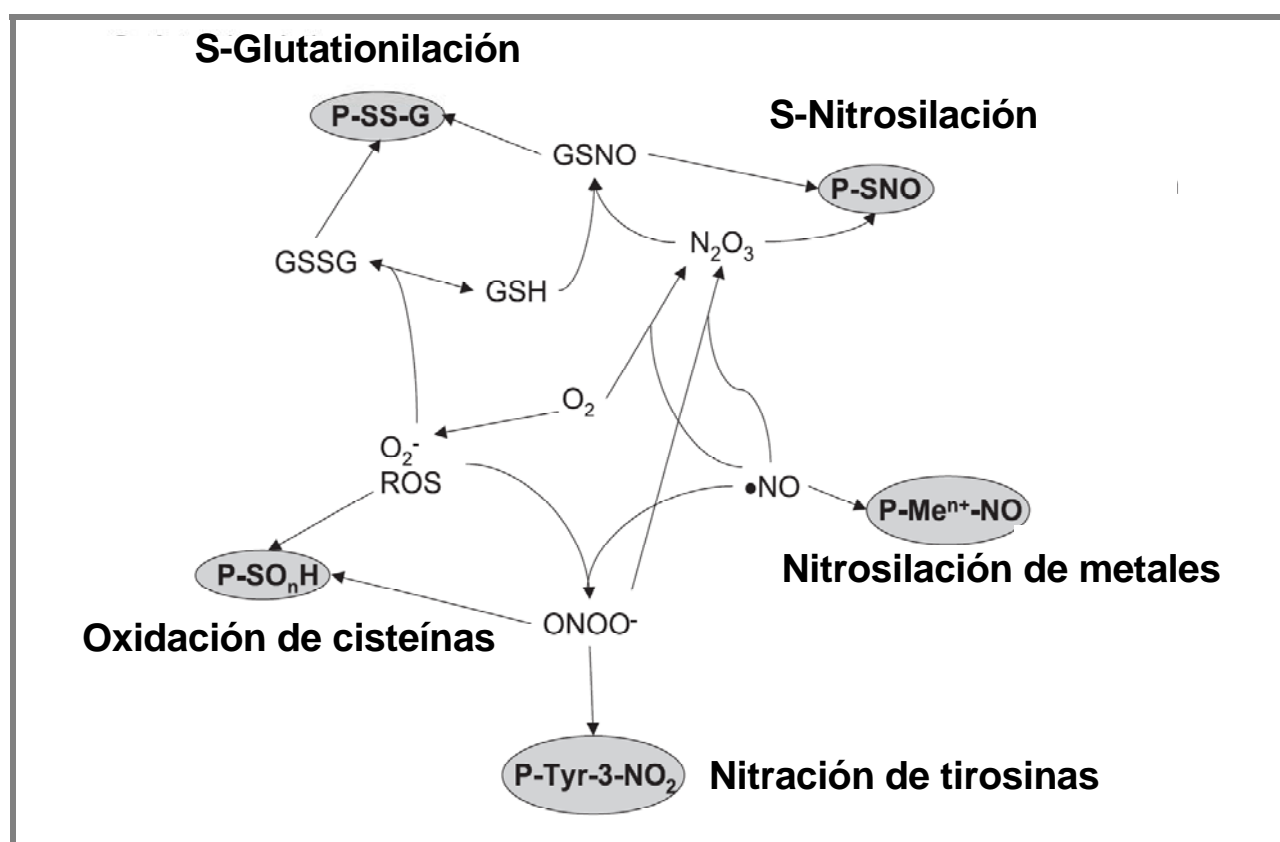 S-Glutationilación
P-SS-G
S-Nitrosilación
GSNO
P-SNO
N₂O₃
GSSG
GSH
O₂
O₂⁻
ROS
•NO
P-Meⁿ⁺-NO
Nitrosilación de metales
P-SOₙH
ONOO⁻
Oxidación de cisteínas
P-Tyr-3-NO₂
Nitración de tirosinas